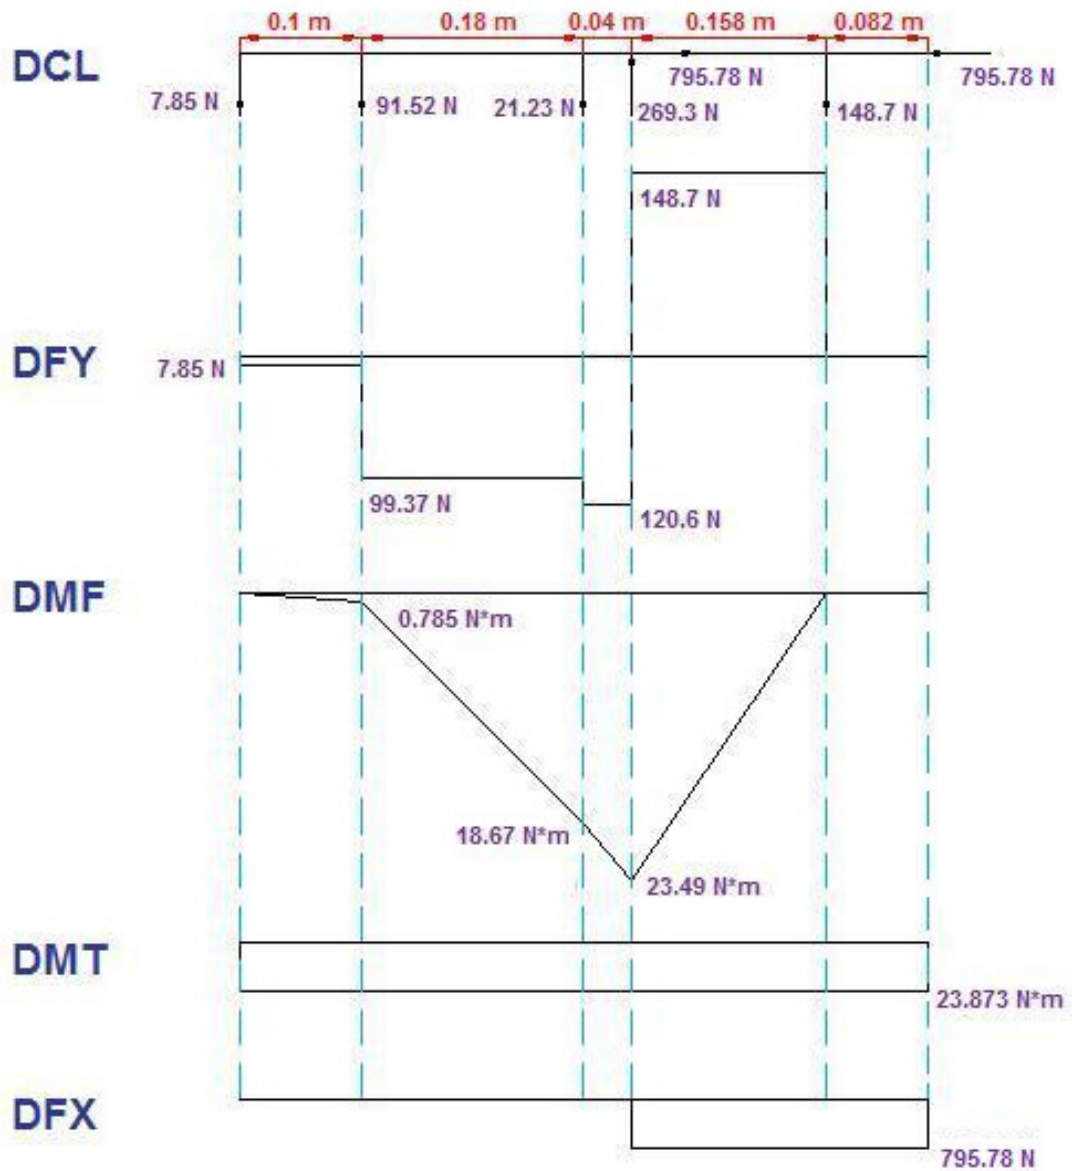 0.1 m 0.18 m 0.04 m 0.158 m 0.082 m
DCL
795.78 N 795.78 N
7.85 N 91.52 N 21.23 N 269.3 N 148.7 N
148.7 N
DFY
7.85 N
99.37 N
120.6 N
DMF
0.785 N*m
18.67 N*m
23.49 N*m
DMT
23.873 N*m
DFX
795.78 N